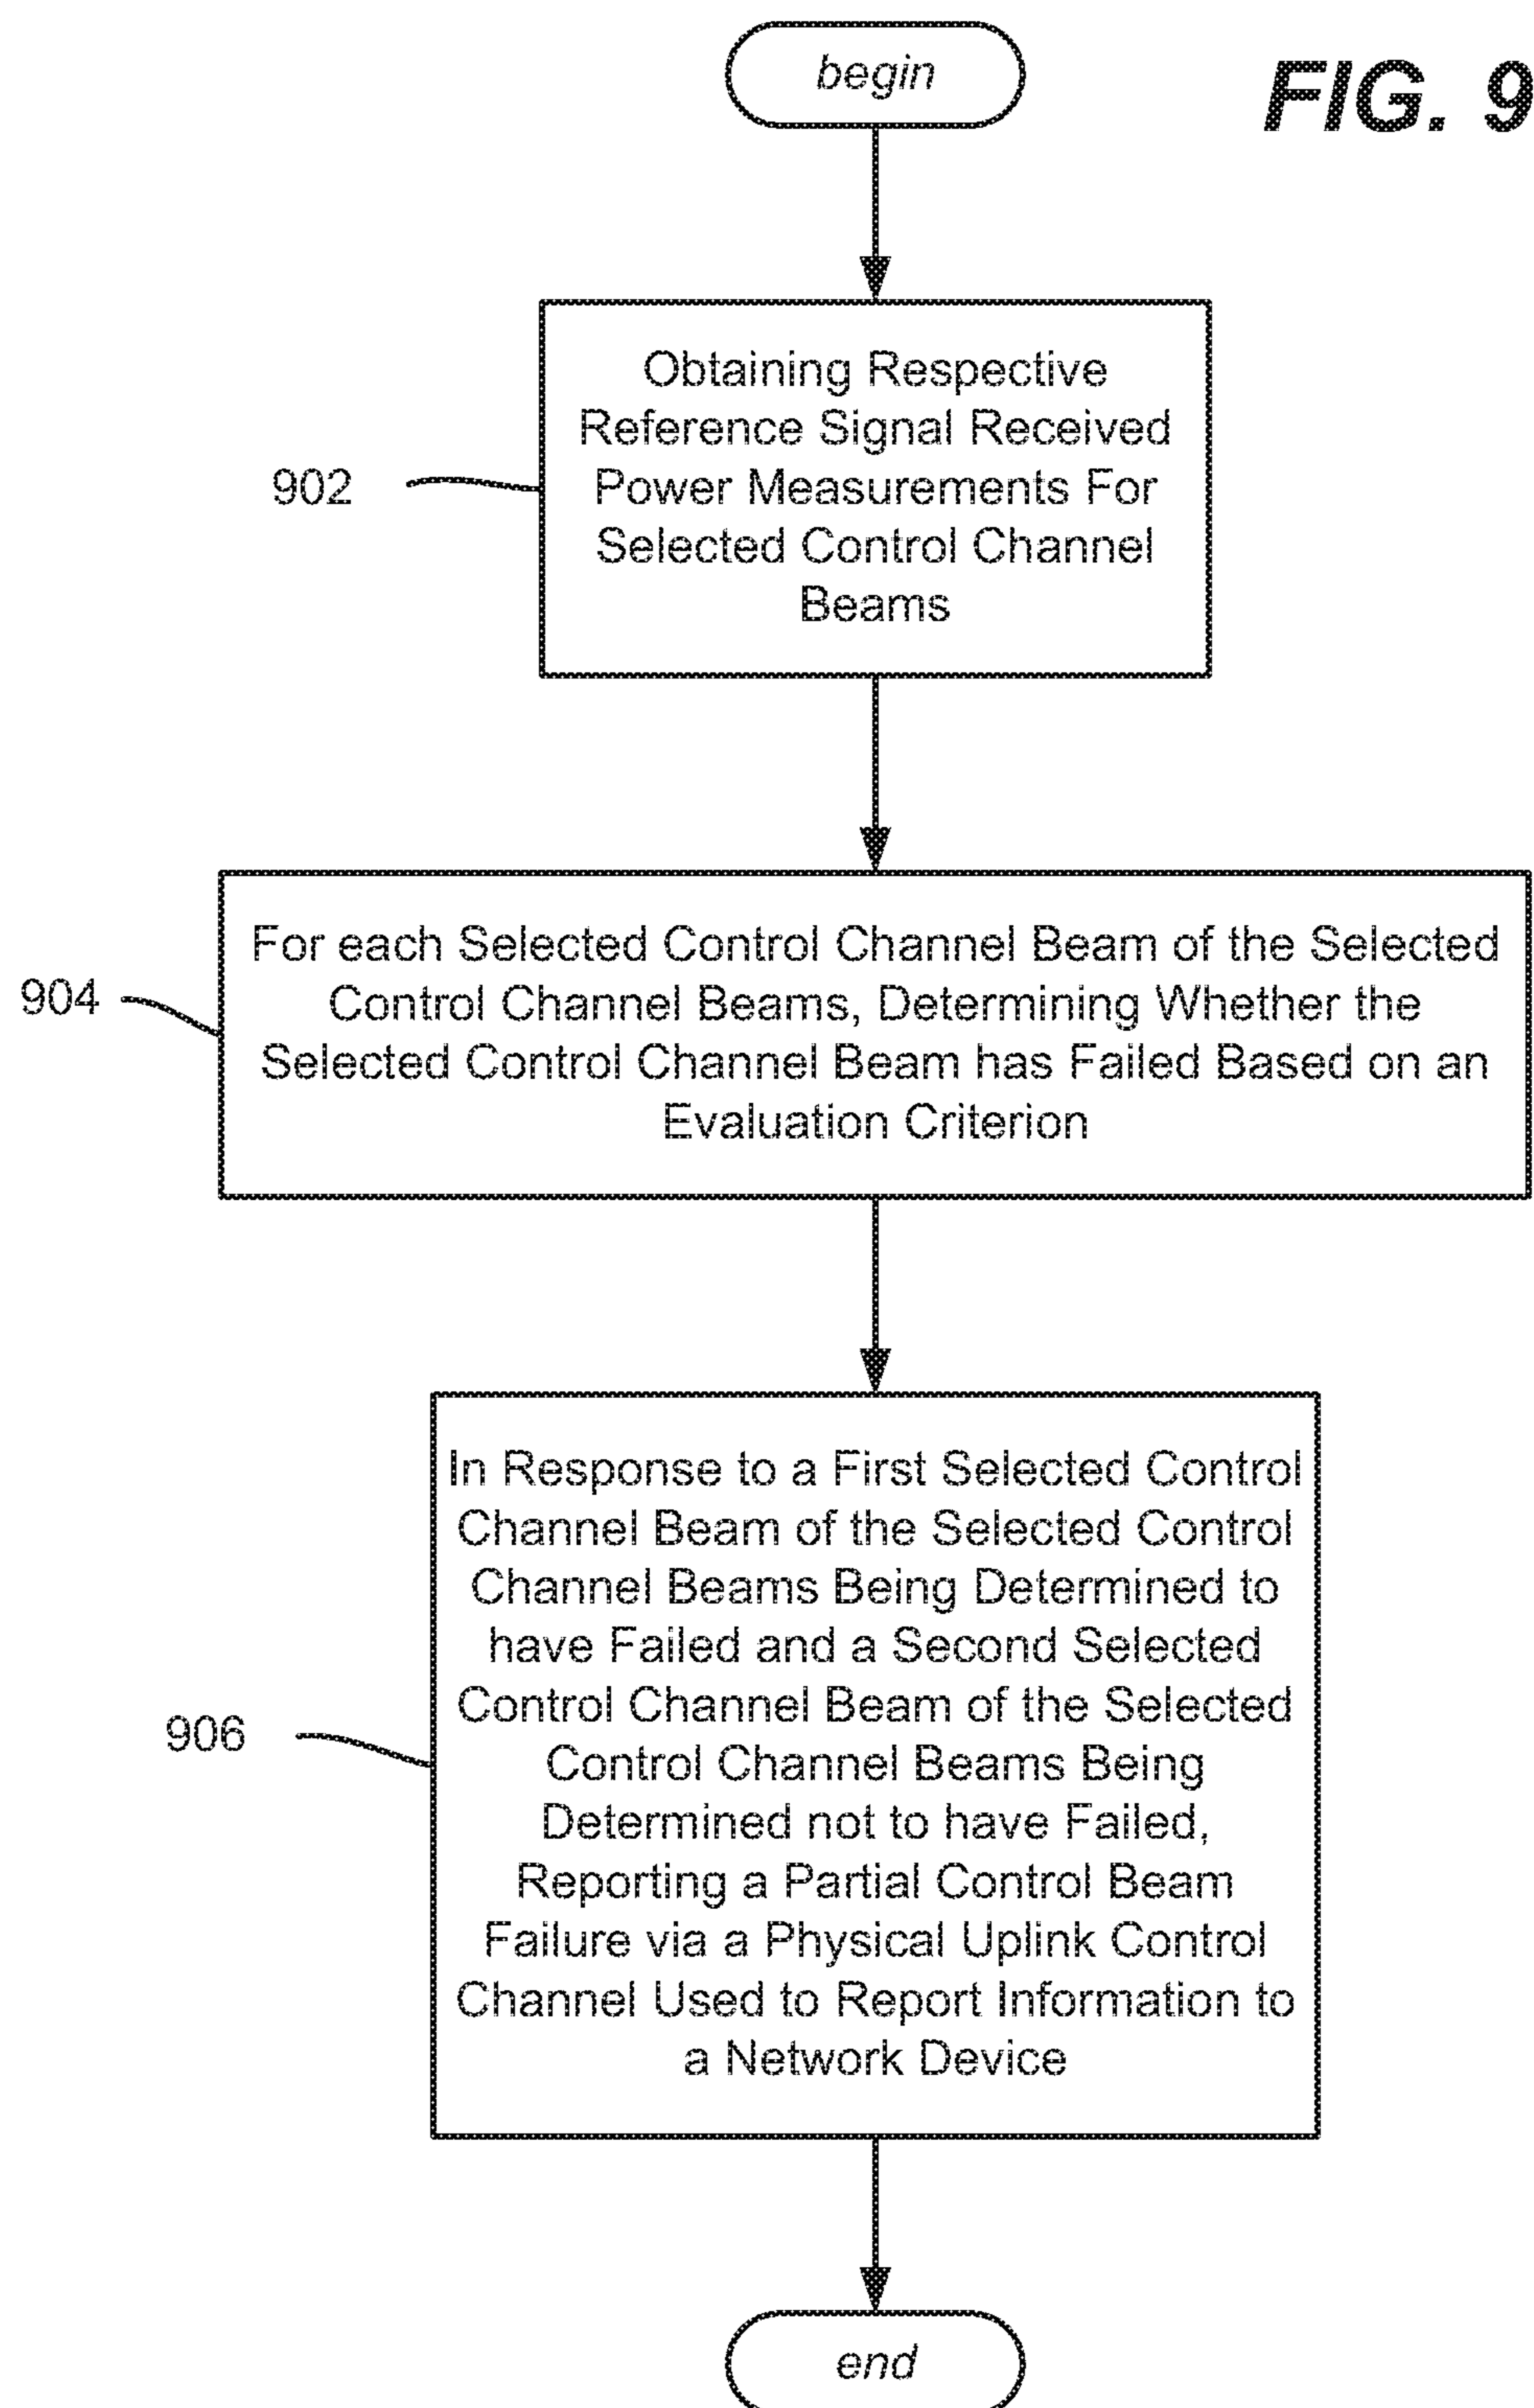 begin
FIG. 9
Obtaining Respective
Reference Signal Received
Power Measurements For
Selected Control Channel
Beams
902
For each Selected Control Channel Beam of the Selected
Control Channel Beams, Determining Whether the
Selected Control Channel Beam has Failed Based on an
Evaluation Criterion
904
In Response to a First Selected Control
Channel Beam of the Selected Control
Channel Beams Being Determined to
have Failed and a Second Selected
Control Channel Beam of the Selected
Control Channel Beams Being
Determined not to have Failed,
Reporting a Partial Control Beam
Failure via a Physical Uplink Control
Channel Used to Report Information to
a Network Device
906
end